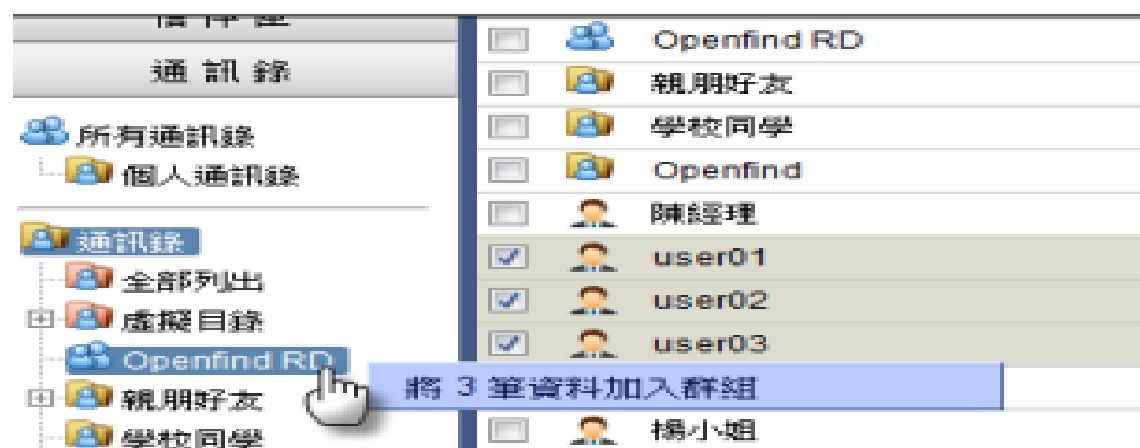 通訊錄
所有通訊錄
個人通訊錄
通訊錄
全部列出
虛擬目錄
Openfind RD
親朋好友
學校同學
Openfind RD
親朋好友
學校同學
Openfind
陳經理
user01
user02
user03
將 3 筆資料加入群組
楊小姐